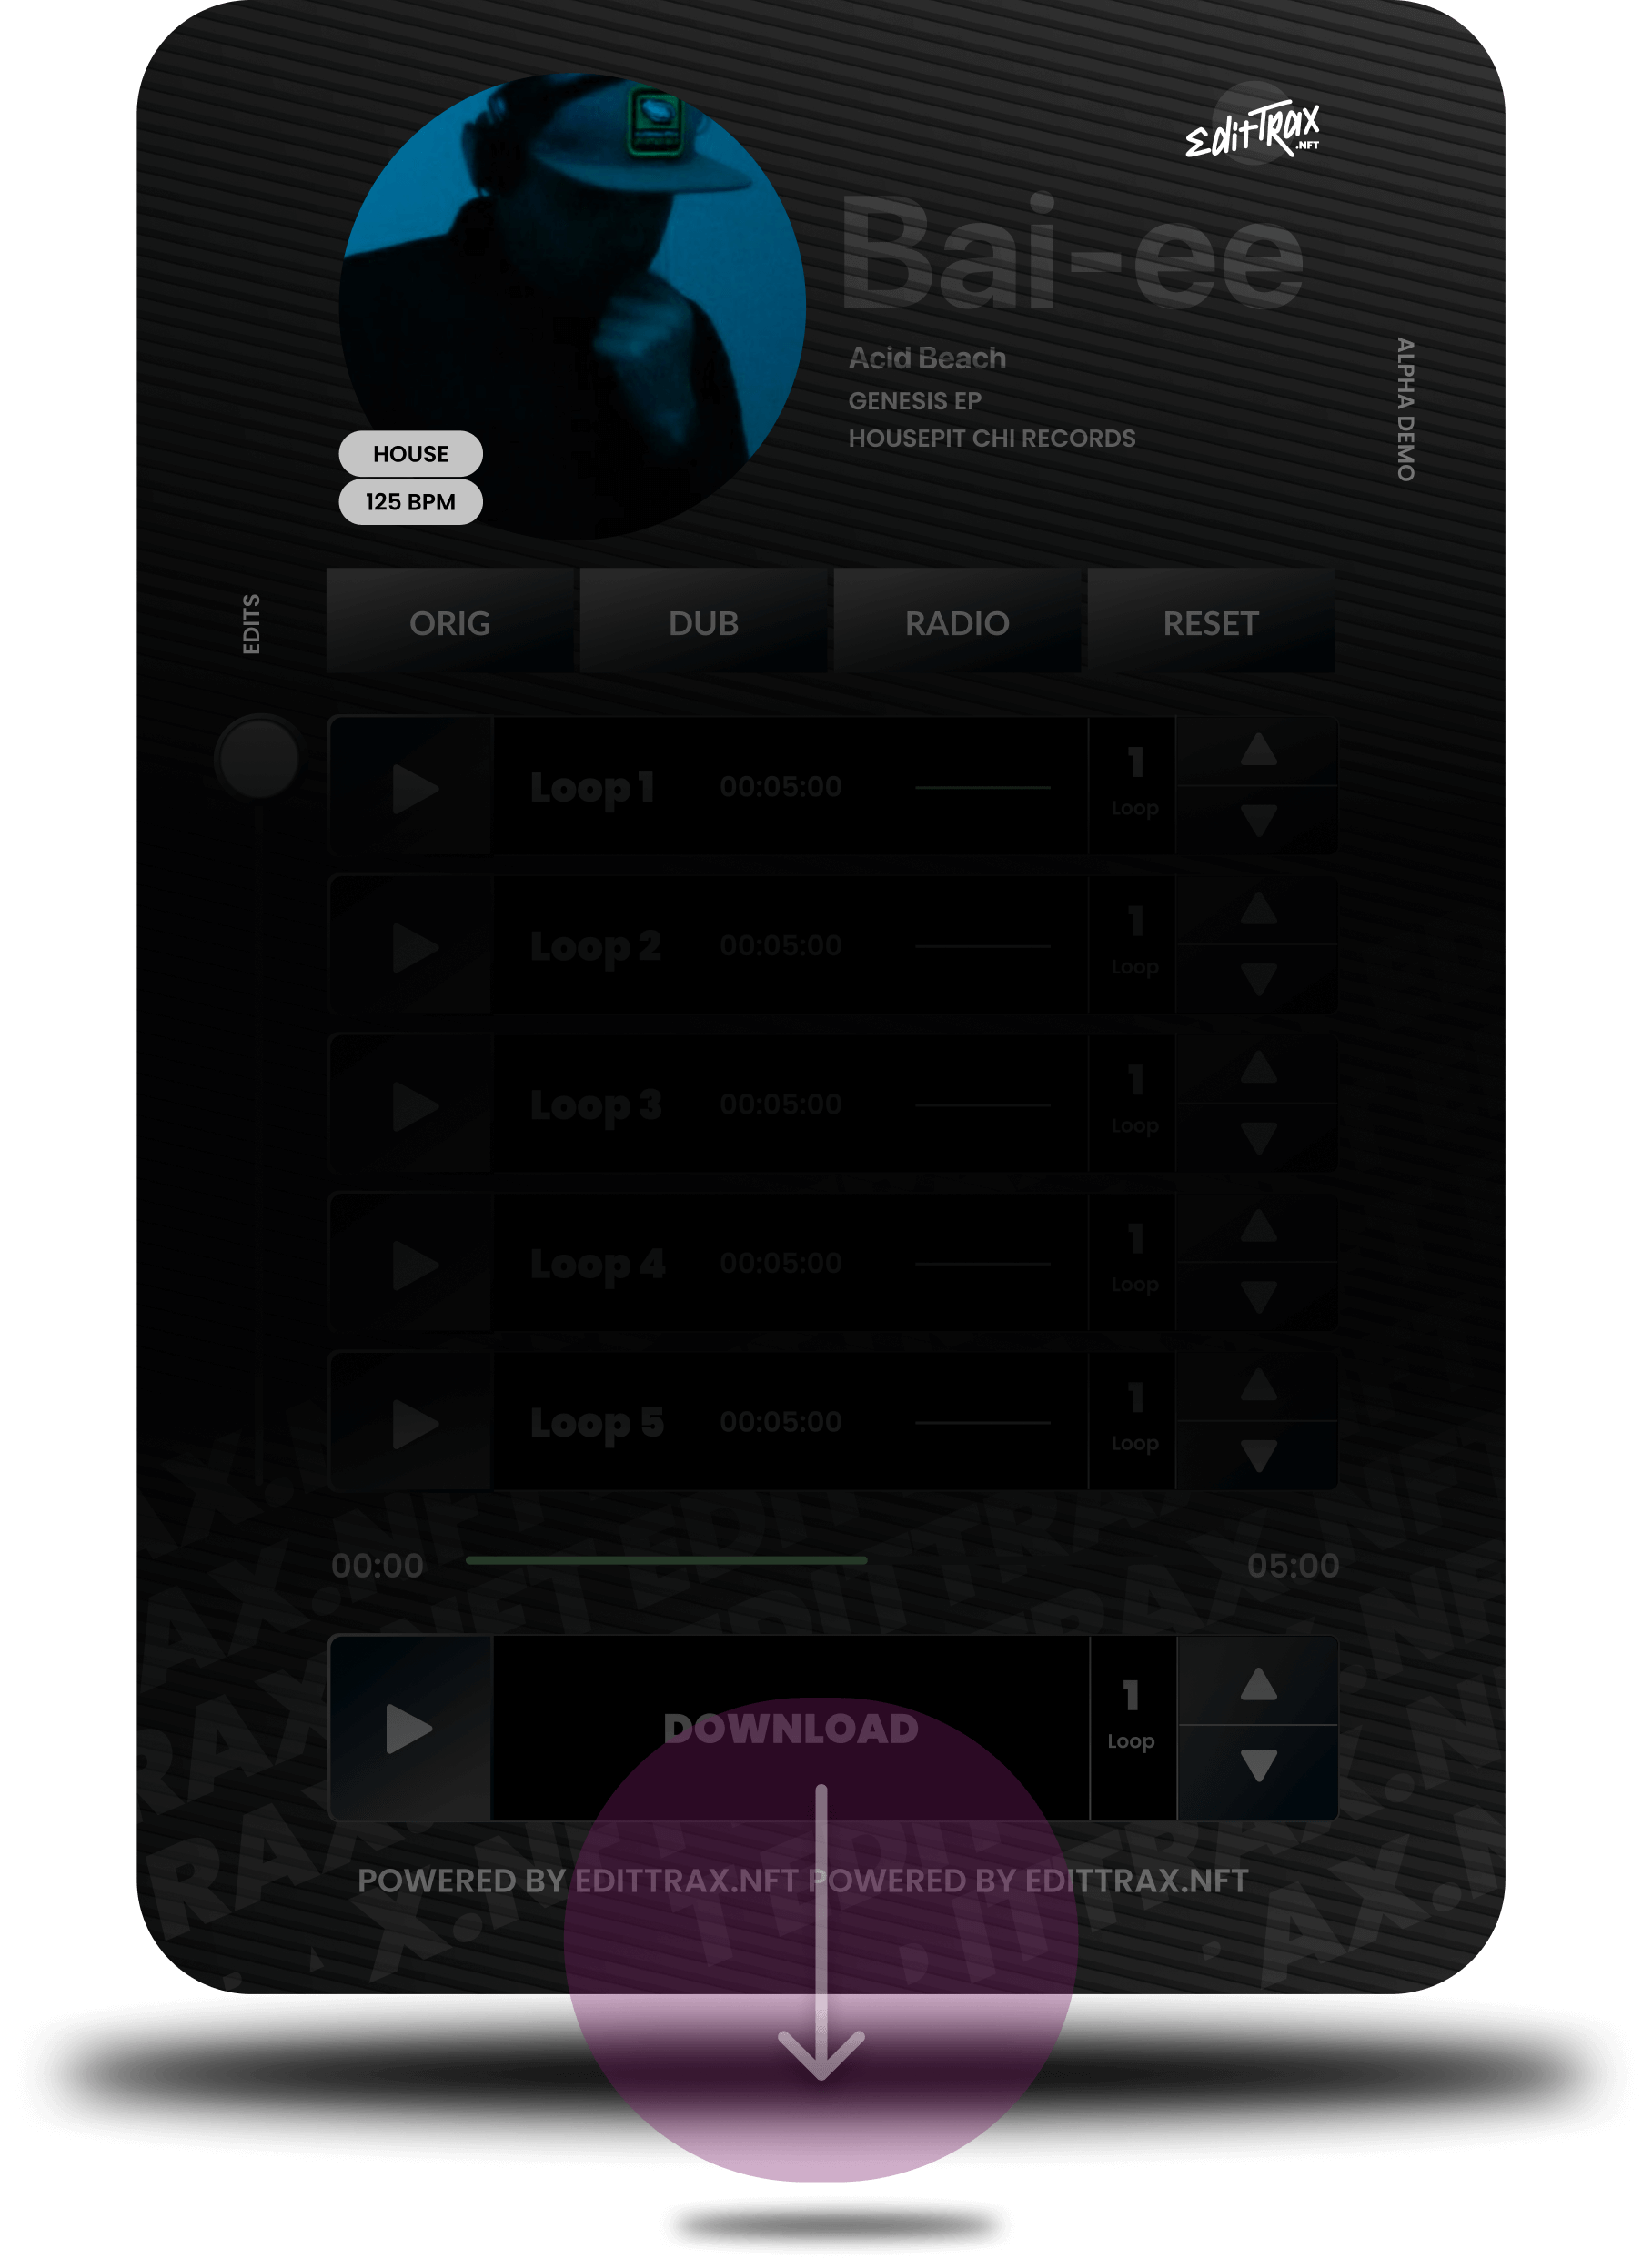 EditTrax
.NFT
Bai-ee
Acid Beach
GENESIS EP
HOUSEPIT CHI RECORDS
ALPHA DEMO
HOUSE
125 BPM
EDITS
ORIG DUB RADIO RESET
Loop 1 00:05:00 1
Loop
Loop 2 00:05:00 1
Loop
Loop 3 00:05:00 1
Loop
Loop 4 00:05:00 1
Loop
Loop 5 00:05:00 1
Loop
00:00 05:00
DOWNLOAD 1
Loop
POWERED BY EDITTRAX.NFT POWERED BY EDITTRAX.NFT